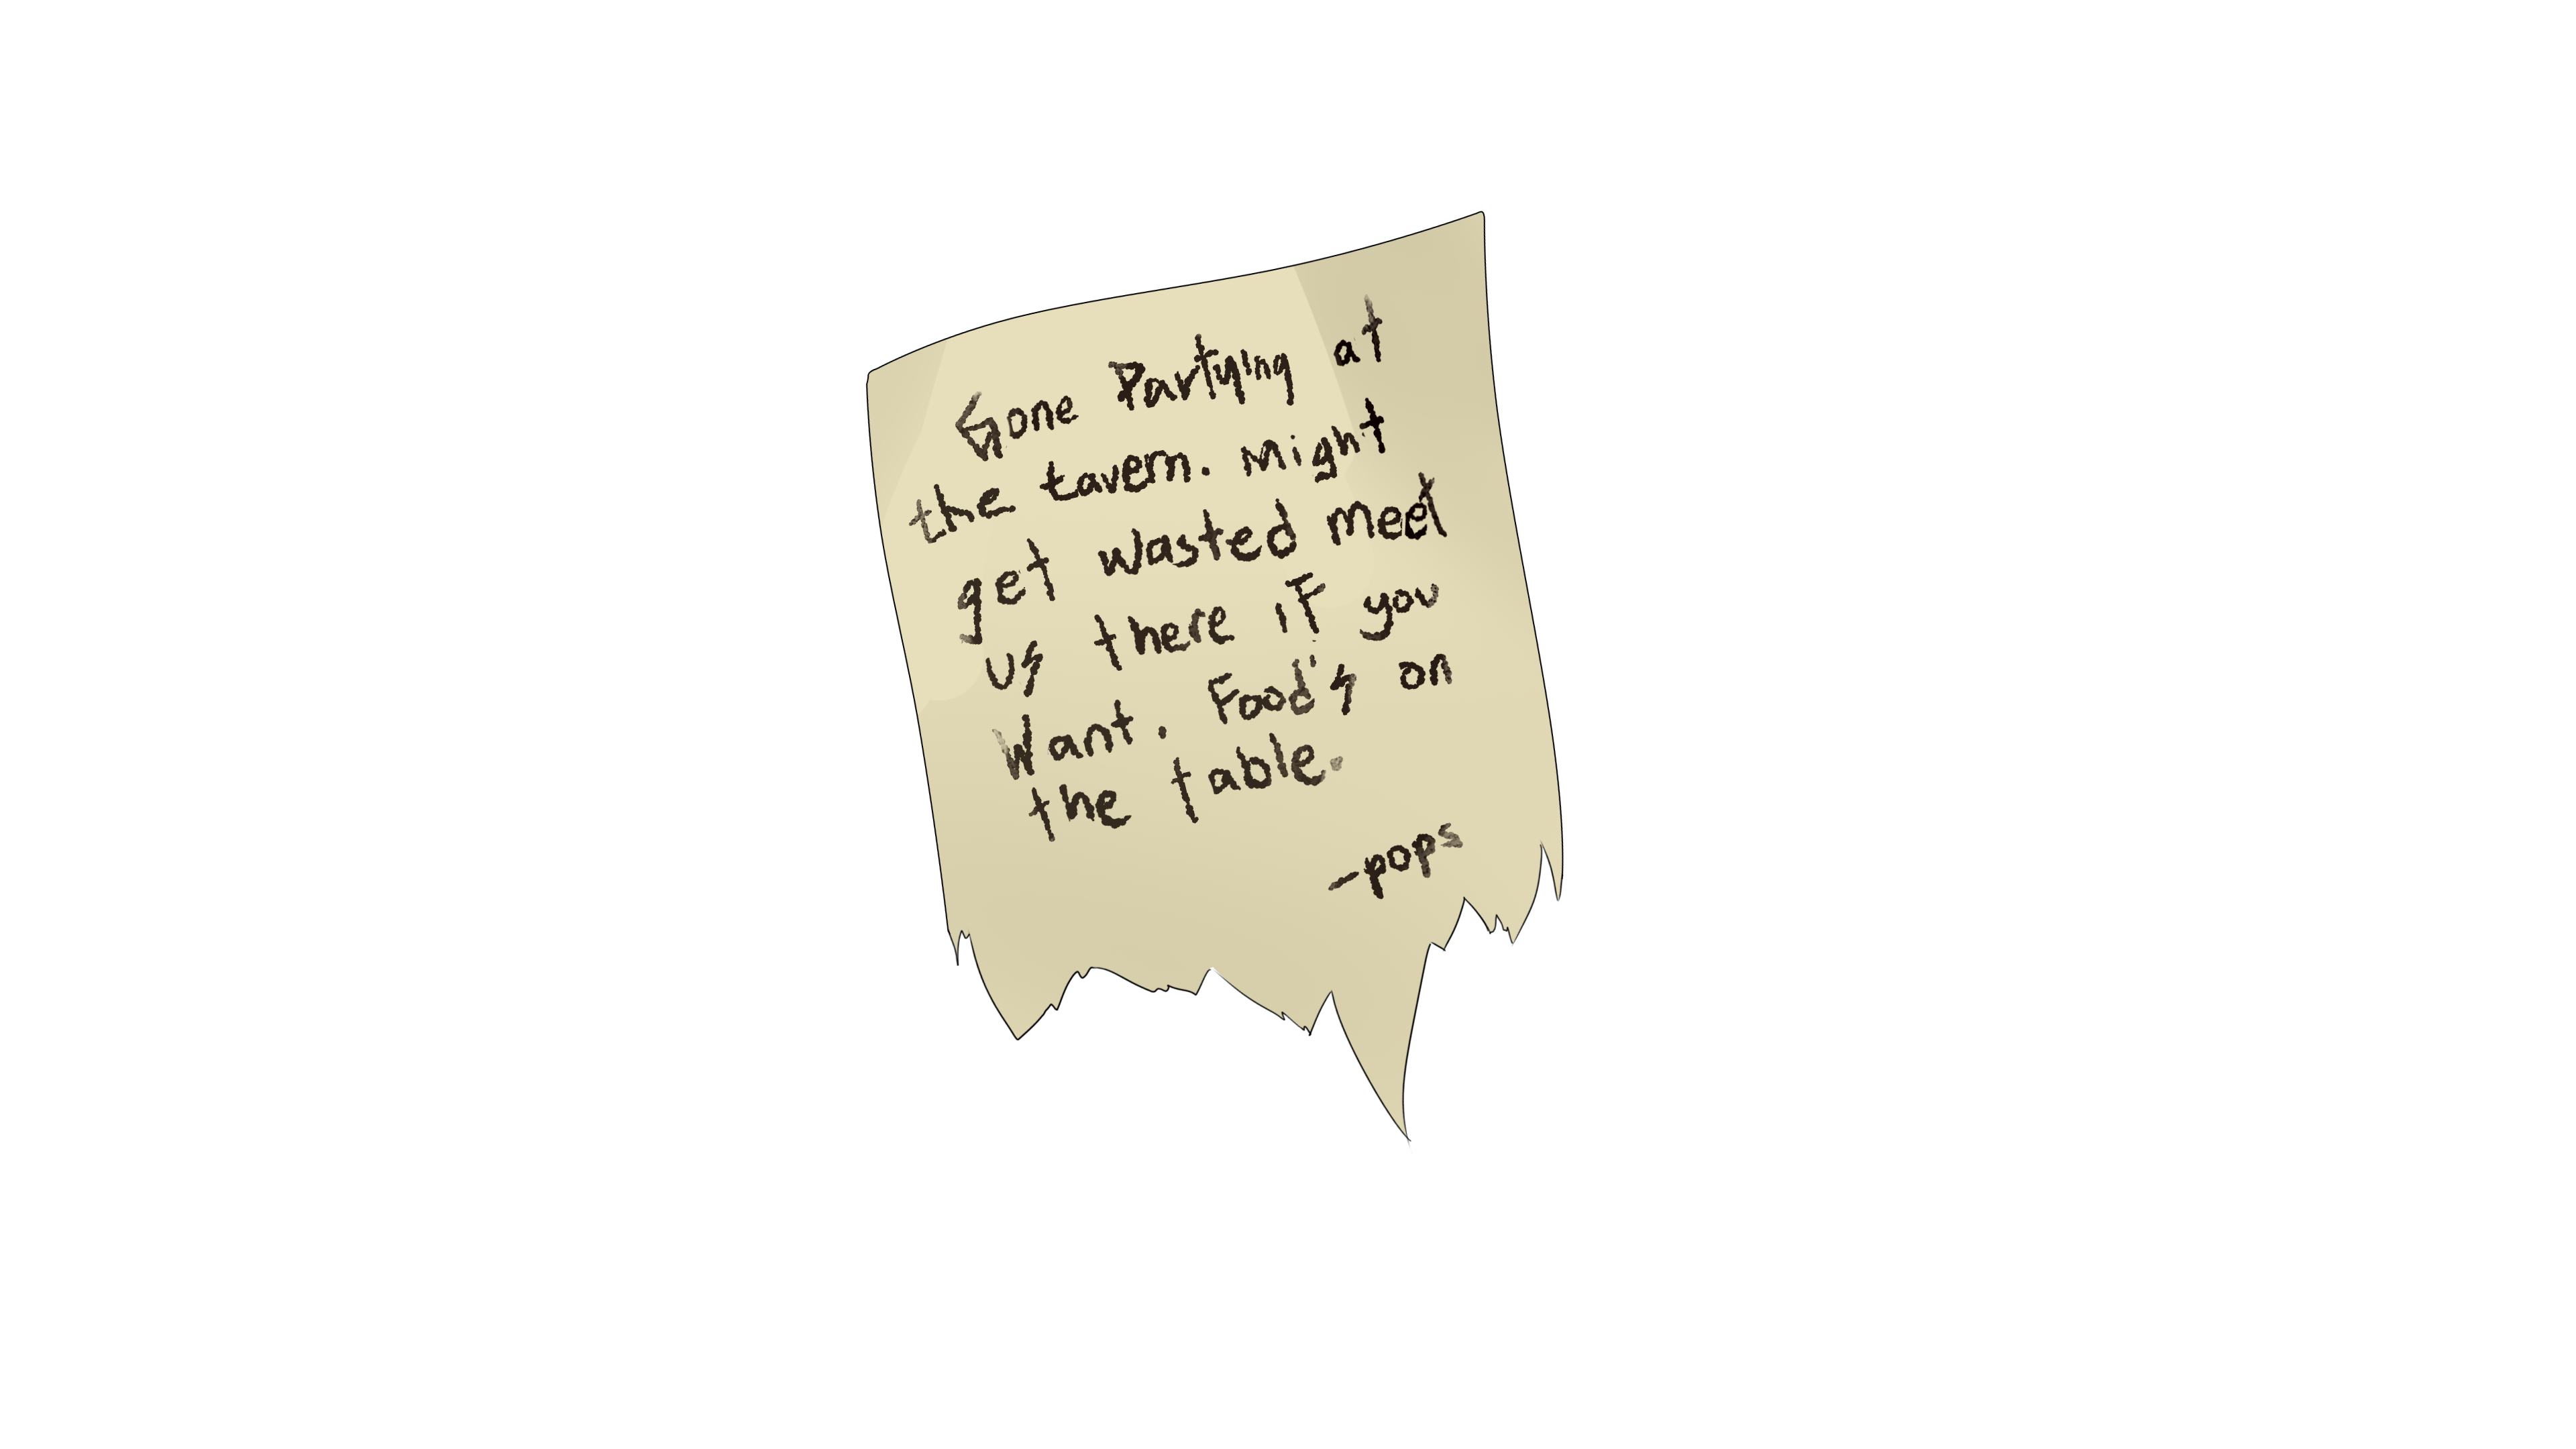 Gone Partying at
the tavern. Might
get wasted meet
us there if you
Want. Food's on
the table.
-pops